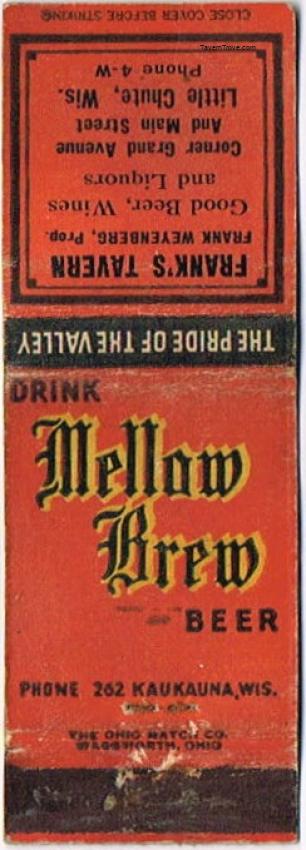 CLOSE COVER BEFORE STRIKING
TavernTrove.com
FRANK'S TAVERN
FRANK WEYENBERG, Prop.
Good Beer, Wines
and Liquors
Corner Grand Avenue
And Main Street
Little Chute, Wis.
Phone 4-W
THE PRIDE OF THE VALLEY
DRINK
Mellow
Brew
BEER
PHONE 262 KAUKAUNA, WIS.
THE OHIO MATCH CO.
WADSWORTH, OHIO